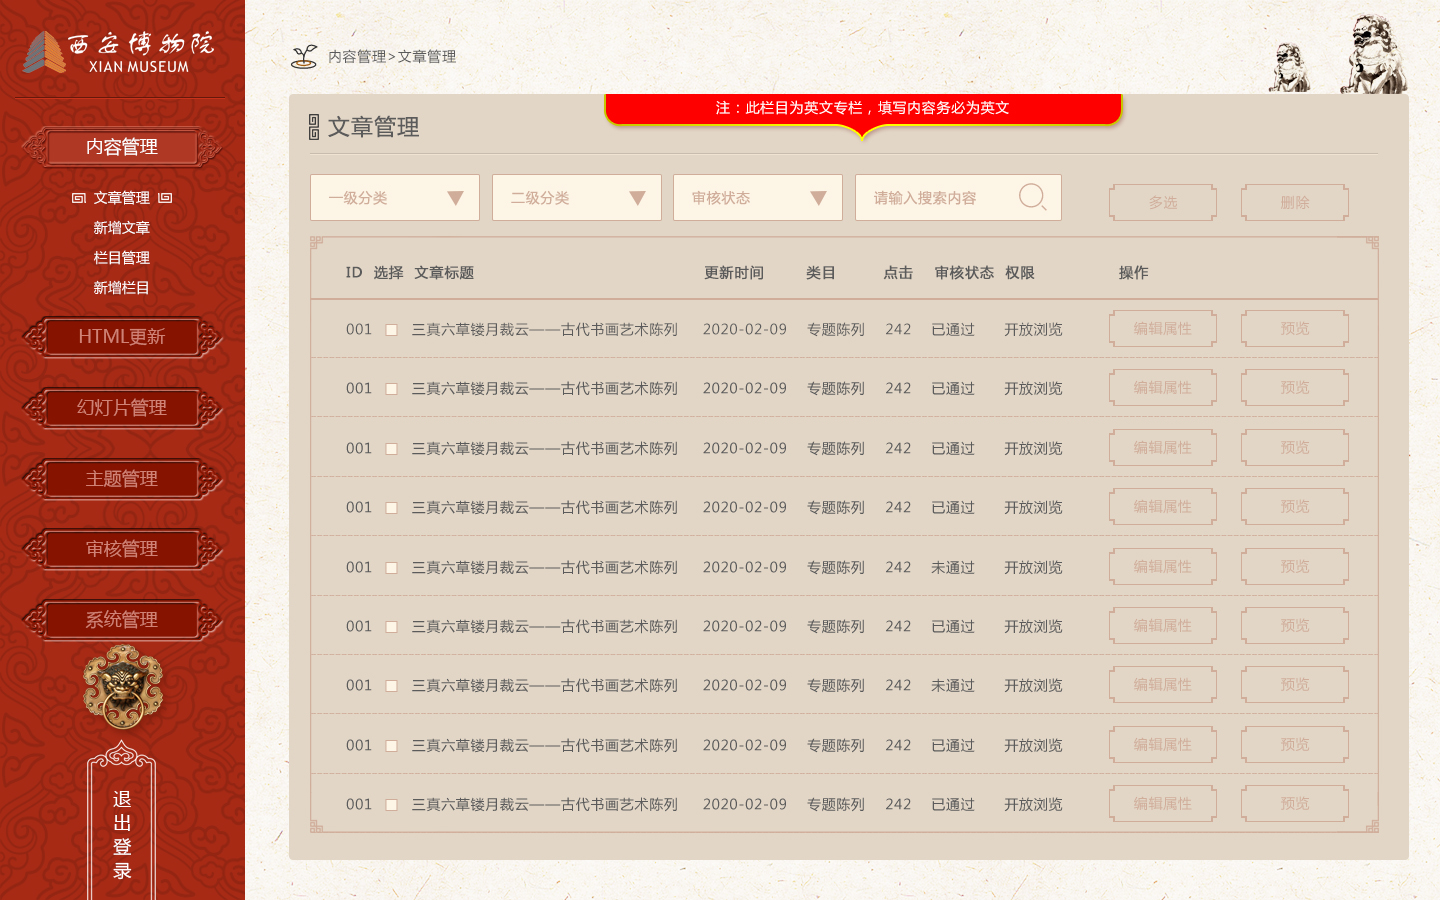 西安博物院
XIAN MUSEUM
内容管理
文章管理
新增文章
栏目管理
新增栏目
HTML更新
幻灯片管理
主题管理
审核管理
系统管理
退出登录
内容管理>文章管理
注：此栏目为英文专栏，填写内容务必为英文
文章管理
一级分类 二级分类 审核状态 请输入搜索内容 多选 删除
ID 选择 文章标题 更新时间 类目 点击 审核状态 权限 操作
001 三真六草镂月裁云——古代书画艺术陈列 2020-02-09 专题陈列 242 已通过 开放浏览 编辑属性 预览
001 三真六草镂月裁云——古代书画艺术陈列 2020-02-09 专题陈列 242 已通过 开放浏览 编辑属性 预览
001 三真六草镂月裁云——古代书画艺术陈列 2020-02-09 专题陈列 242 已通过 开放浏览 编辑属性 预览
001 三真六草镂月裁云——古代书画艺术陈列 2020-02-09 专题陈列 242 已通过 开放浏览 编辑属性 预览
001 三真六草镂月裁云——古代书画艺术陈列 2020-02-09 专题陈列 242 未通过 开放浏览 编辑属性 预览
001 三真六草镂月裁云——古代书画艺术陈列 2020-02-09 专题陈列 242 已通过 开放浏览 编辑属性 预览
001 三真六草镂月裁云——古代书画艺术陈列 2020-02-09 专题陈列 242 未通过 开放浏览 编辑属性 预览
001 三真六草镂月裁云——古代书画艺术陈列 2020-02-09 专题陈列 242 已通过 开放浏览 编辑属性 预览
001 三真六草镂月裁云——古代书画艺术陈列 2020-02-09 专题陈列 242 已通过 开放浏览 编辑属性 预览